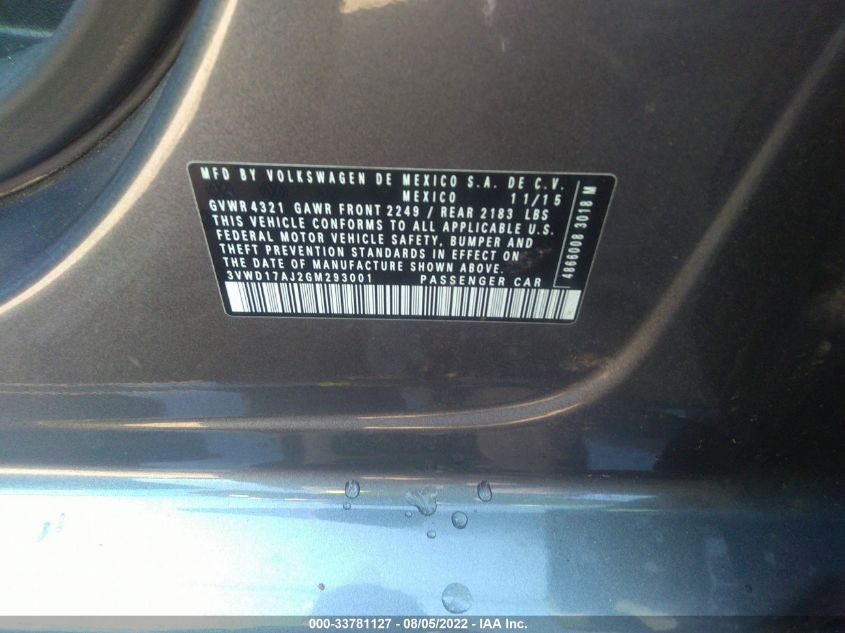 MFD BY VOLKSWAGEN DE MEXICO S.A. DE C.V.
MEXICO 11/15
GVWR 4321 GAWR FRONT 2249 / REAR 2183 LBS
THIS VEHICLE CONFORMS TO ALL APPLICABLE U.S.
FEDERAL MOTOR VEHICLE SAFETY, BUMPER AND
THEFT PREVENTION STANDARDS IN EFFECT ON
THE DATE OF MANUFACTURE SHOWN ABOVE.
3VWD17AJ2GM293001 PASSENGER CAR
4866008 3018 M
000-33781127 - 08/05/2022 - IAA Inc.